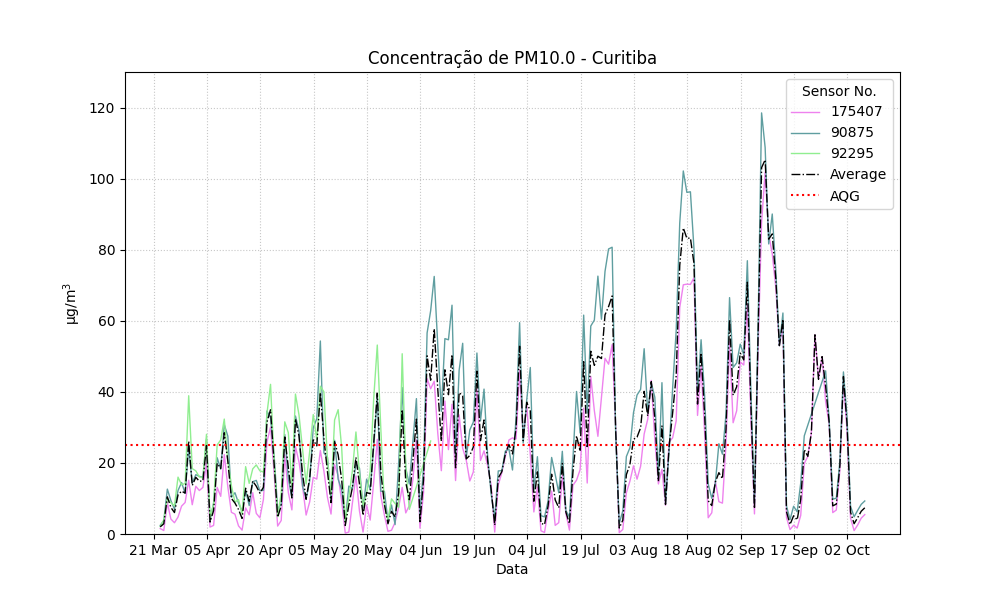 Concentração de PM10.0 - Curitiba
Sensor No.
175407
90875
92295
Average
AQG
120
100
80
60
40
20
0
µg/m³
21 Mar 05 Apr 20 Apr 05 May 20 May 04 Jun 19 Jun 04 Jul 19 Jul 03 Aug 18 Aug 02 Sep 17 Sep 02 Oct
Data